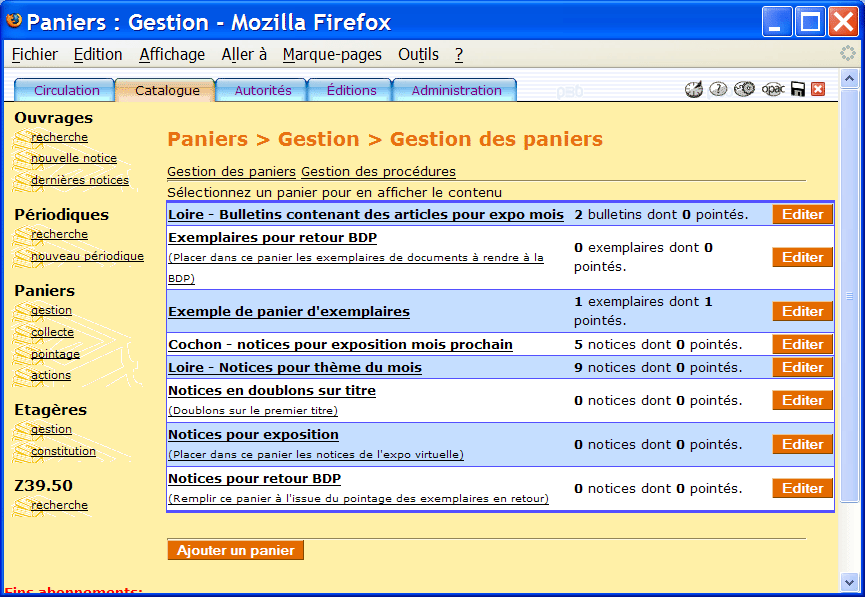 Paniers : Gestion - Mozilla Firefox
Fichier Edition Affichage Aller à Marque-pages Outils ?
Circulation Catalogue Autorités Éditions Administration opac
Ouvrages
recherche
nouvelle notice
dernières notices
Périodiques
recherche
nouveau périodique
Paniers
gestion
collecte
pointage
actions
Etagères
gestion
constitution
Z39.50
recherche
Fins abonnements:
Paniers > Gestion > Gestion des paniers
Gestion des paniers Gestion des procédures
Sélectionnez un panier pour en afficher le contenu
Loire - Bulletins contenant des articles pour expo mois 2 bulletins dont 0 pointés. Editer
Exemplaires pour retour BDP
(Placer dans ce panier les exemplaires de documents à rendre à la
BDP)
0 exemplaires dont 0
pointés.
Editer
Exemple de panier d'exemplaires
1 exemplaires dont 1
pointés.
Editer
Cochon - notices pour exposition mois prochain 5 notices dont 0 pointés. Editer
Loire - Notices pour thème du mois 9 notices dont 0 pointés. Editer
Notices en doublons sur titre
(Doublons sur le premier titre)
0 notices dont 0 pointés. Editer
Notices pour exposition
(Placer dans ce panier les notices de l'expo virtuelle)
0 notices dont 0 pointés. Editer
Notices pour retour BDP
(Remplir ce panier à l'issue du pointage des exemplaires en retour)
0 notices dont 0 pointés. Editer
Ajouter un panier